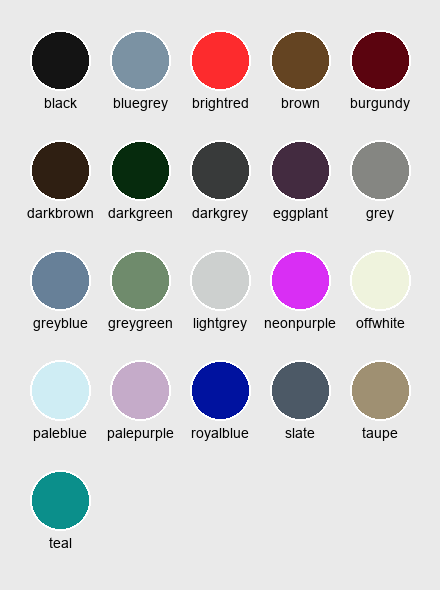 black bluegrey brightred brown burgundy
darkbrown darkgreen darkgrey eggplant grey
greyblue greygreen lightgrey neonpurple offwhite
paleblue palepurple royalblue slate taupe
teal